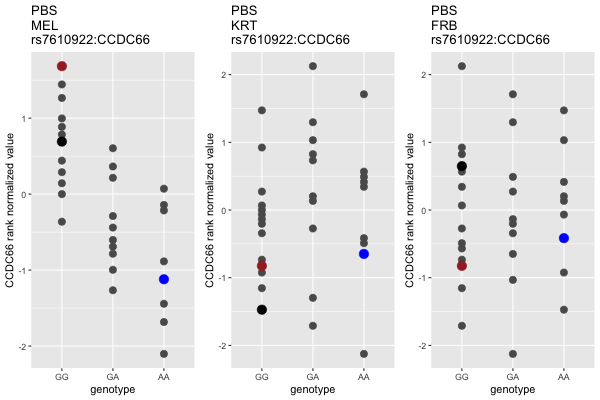 PBS
MEL
rs7610922:CCDC66
CCDC66 rank normalized value
1
0
-1
-2
GG
GA
AA
genotype
PBS
KRT
rs7610922:CCDC66
CCDC66 rank normalized value
2
1
0
-1
-2
GG
GA
AA
genotype
PBS
FRB
rs7610922:CCDC66
CCDC66 rank normalized value
2
1
0
-1
-2
GG
GA
AA
genotype